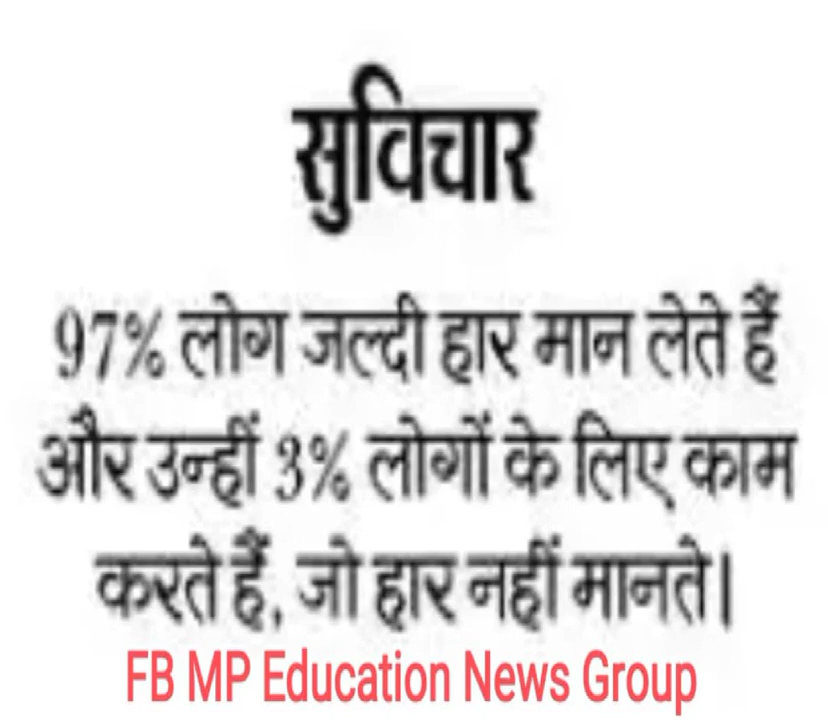 सुविचार
97% लोग जल्दी हार मान लेते हैं
और उन्हीं 3% लोगों के लिए काम
करते हैं, जो हार नहीं मानते।
FB MP Education News Group